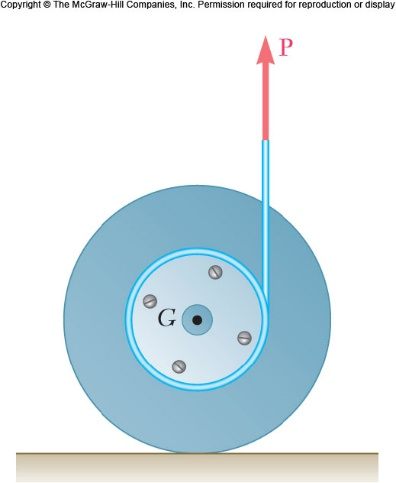 Copyright © The McGraw-Hill Companies, Inc. Permission required for reproduction or display
P
G